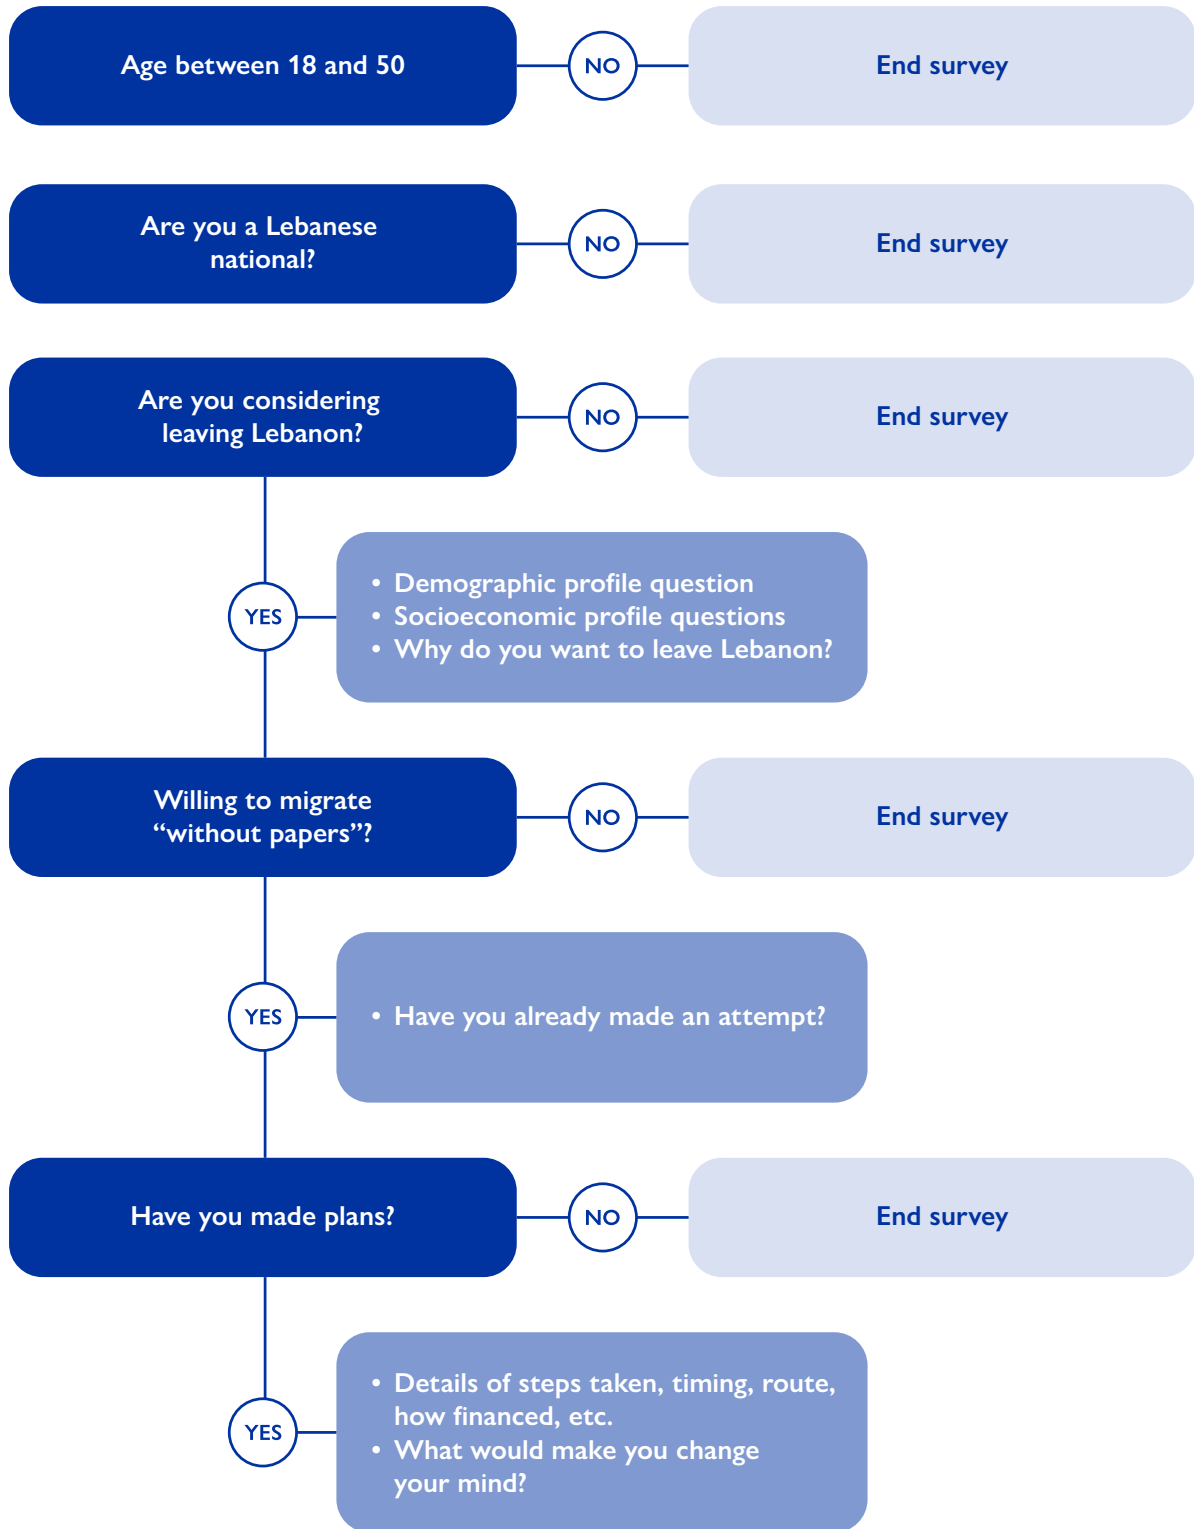 Age between 18 and 50
NO
End survey
Are you a Lebanese
national?
NO
End survey
Are you considering
leaving Lebanon?
NO
End survey
YES
• Demographic profile question
• Socioeconomic profile questions
• Why do you want to leave Lebanon?
Willing to migrate
“without papers”?
NO
End survey
YES
• Have you already made an attempt?
Have you made plans?
NO
End survey
YES
• Details of steps taken, timing, route,
how financed, etc.
• What would make you change
your mind?